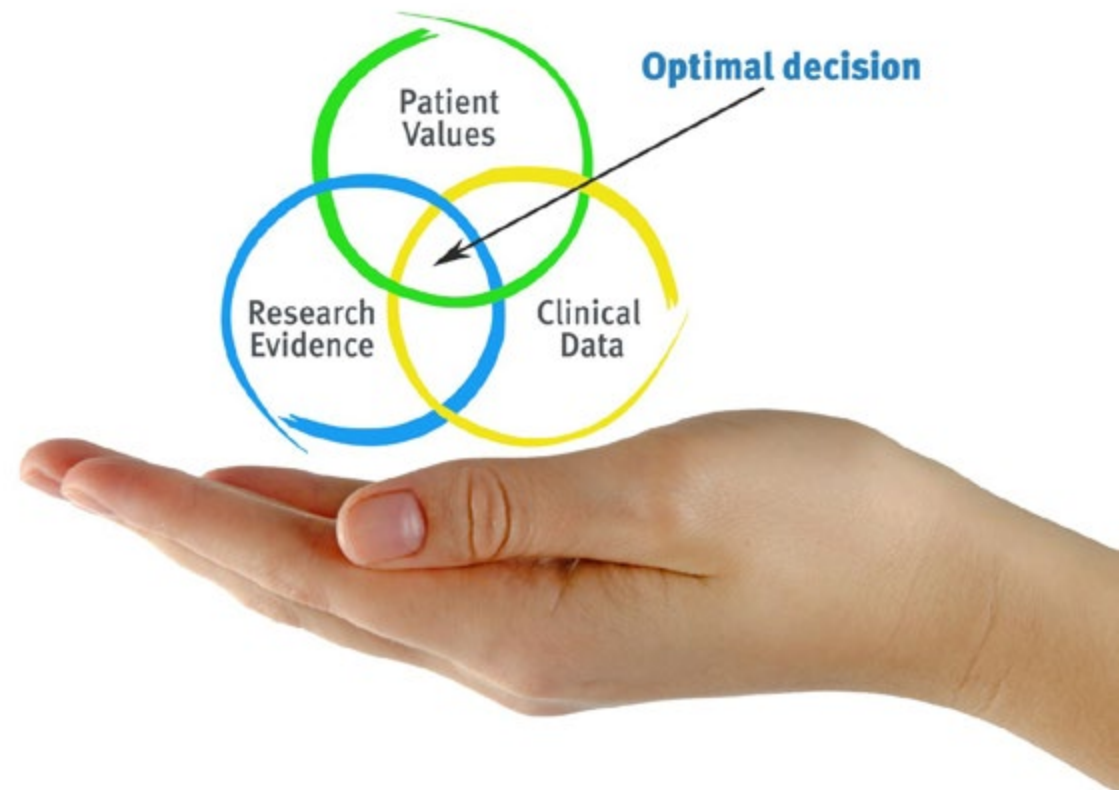 Optimal decision
Patient
Values
Research
Evidence
Clinical
Data